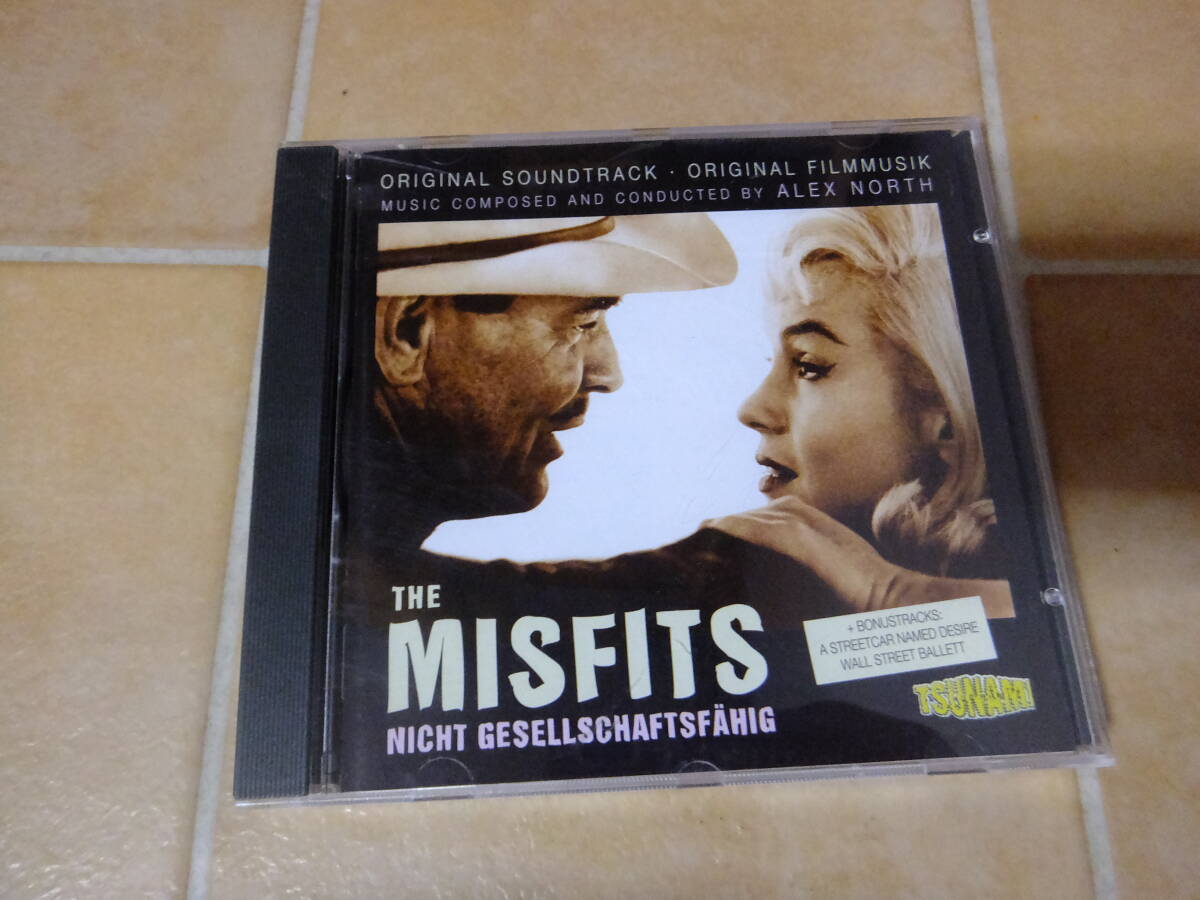 ORIGINAL SOUNDTRACK · ORIGINAL FILMMUSIK
MUSIC COMPOSED AND CONDUCTED BY ALEX NORTH
THE
MISFITS
NICHT GESELLSCHAFTSFÄHIG
+ BONUSTRACKS:
A STREETCAR NAMED DESIRE
WALL STREET BALLETT
TSUNAMI